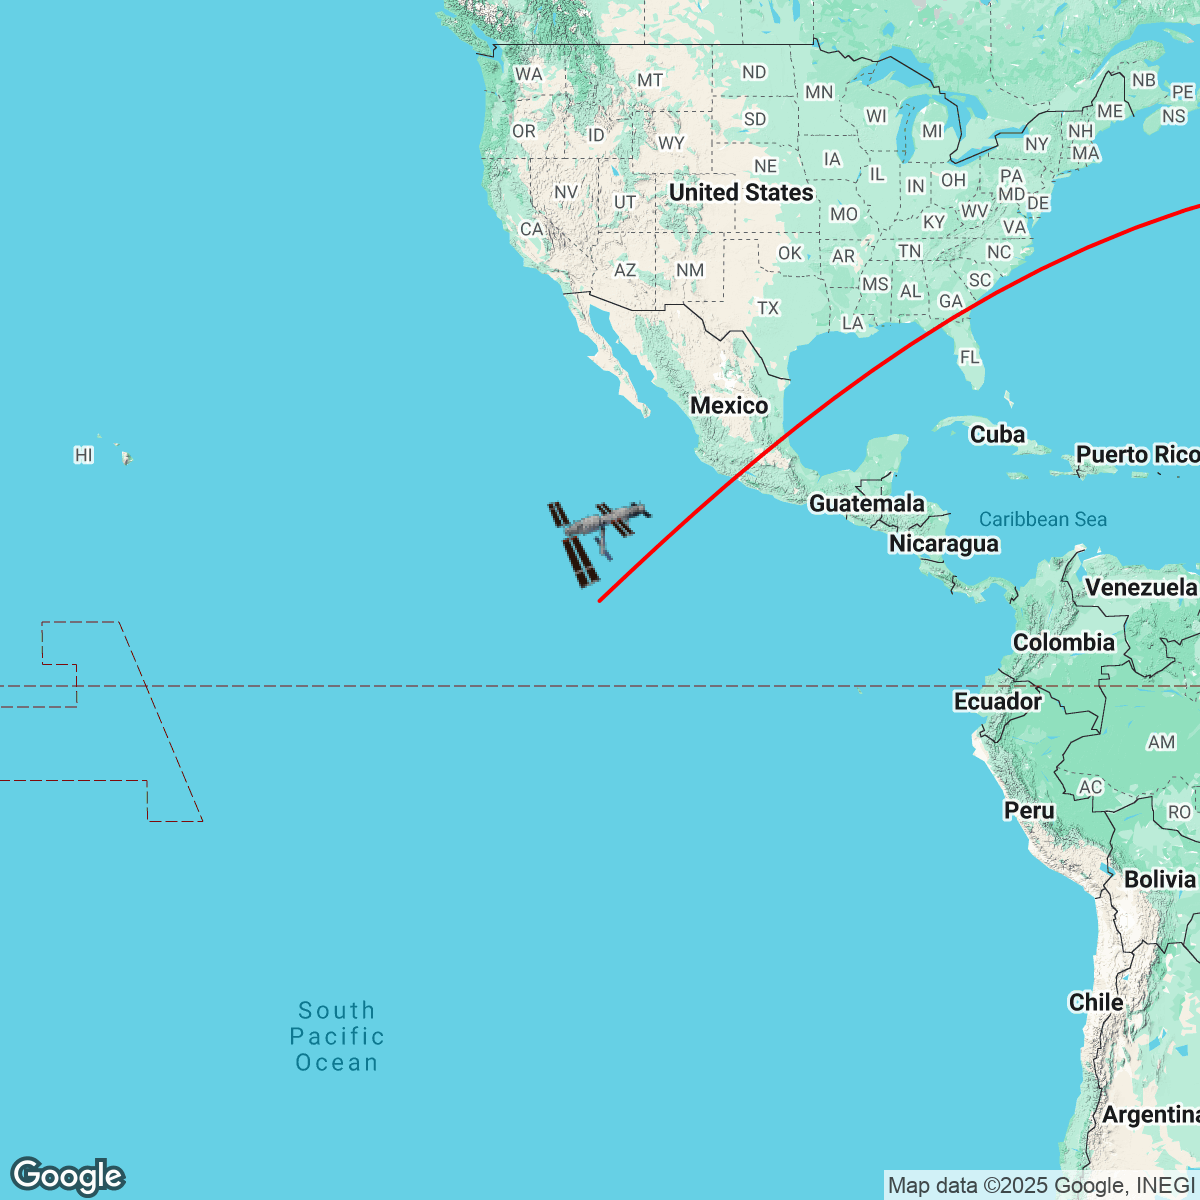 WA
MT
ND
MN
NB
PE
OR
ID
SD
WI
MI
ME
NS
WY
NH
NY
MA
NE
IA
IL
IN
OH
PA
NV
UT
United States
MD
DE
MO
KY
WV
VA
CA
AZ
NM
OK
AR
TN
NC
MS
AL
SC
GA
TX
LA
FL
Mexico
Cuba
HI
Puerto Rico
Guatemala
Caribbean Sea
Nicaragua
Venezuela
Colombia
Ecuador
AM
AC
Peru
RO
Bolivia
South
Pacific
Ocean
Chile
Argentina
Google
Map data ©2025 Google, INEGI